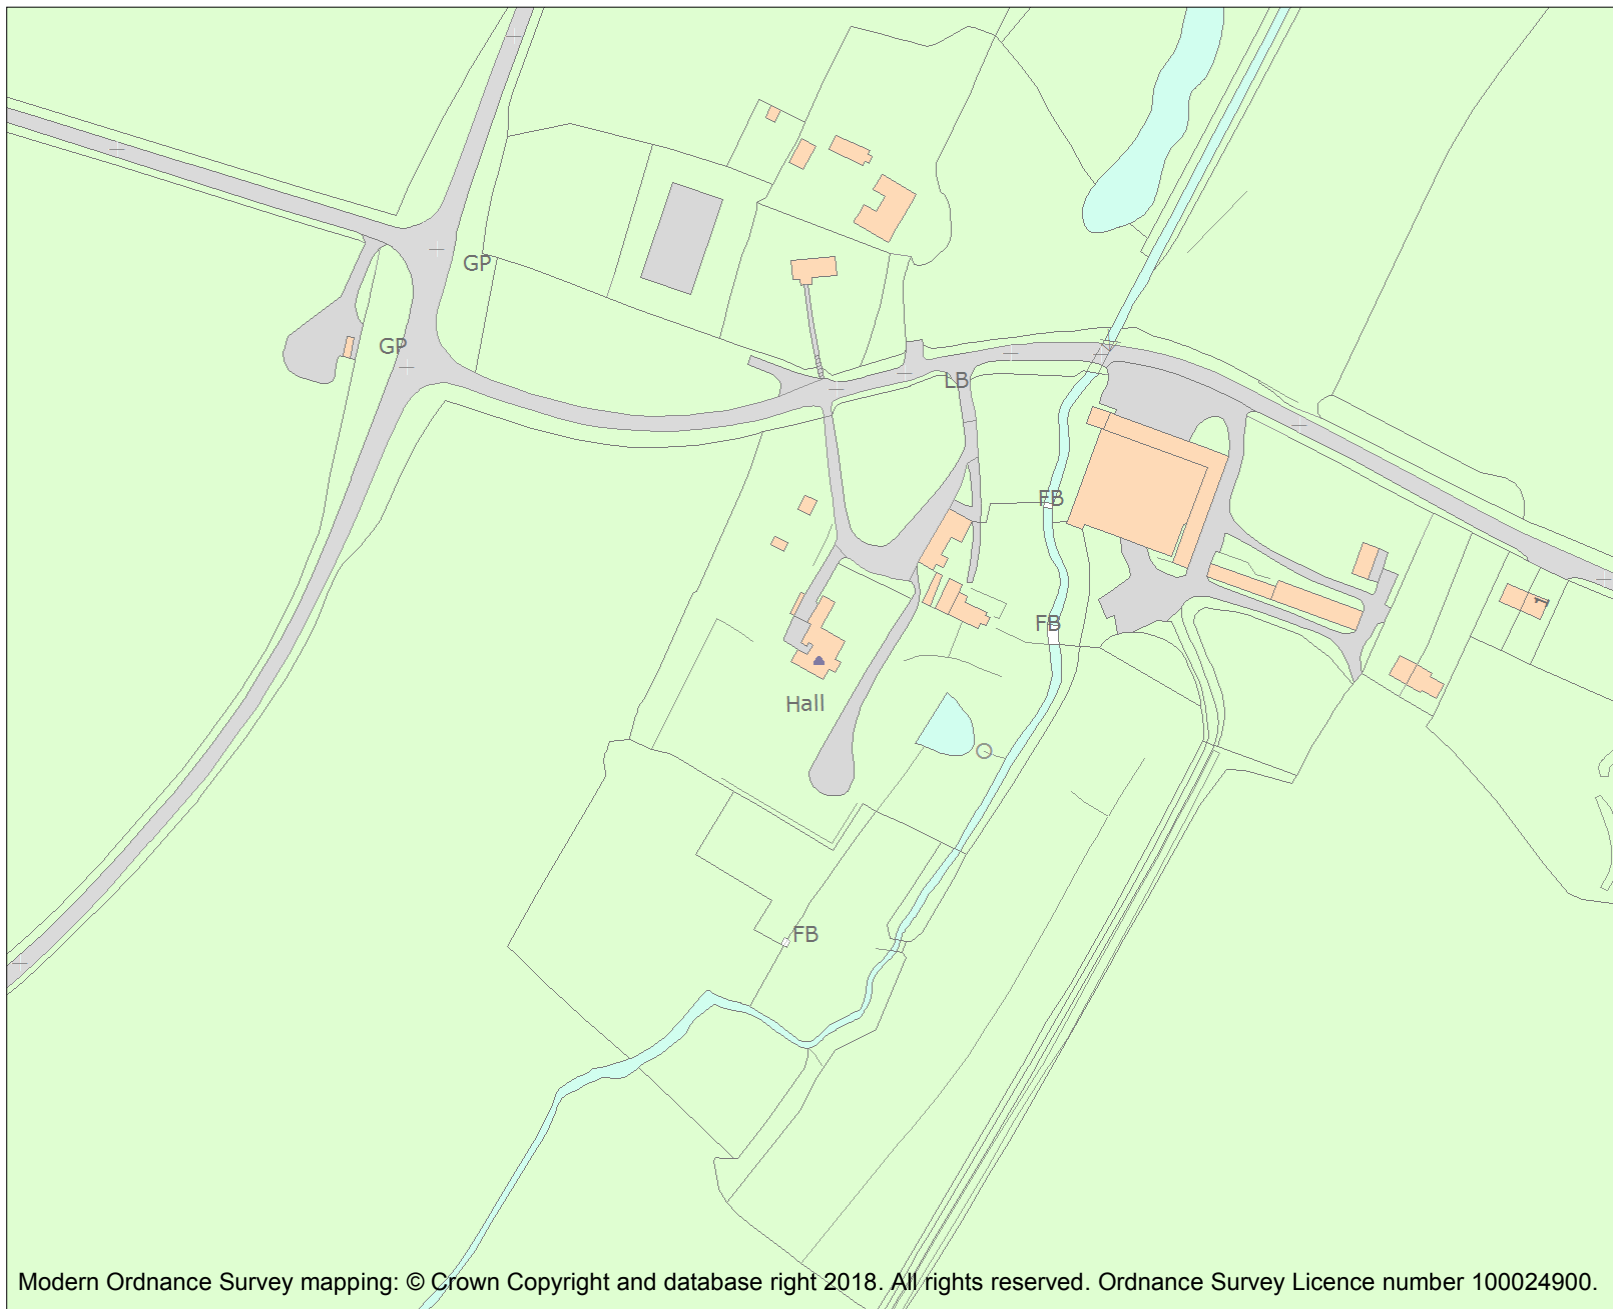 GP
GP
LB
FB
1
FB
Hall
FB
Modern Ordnance Survey mapping: © Crown Copyright and database right 2018. All rights reserved. Ordnance Survey Licence number 100024900.